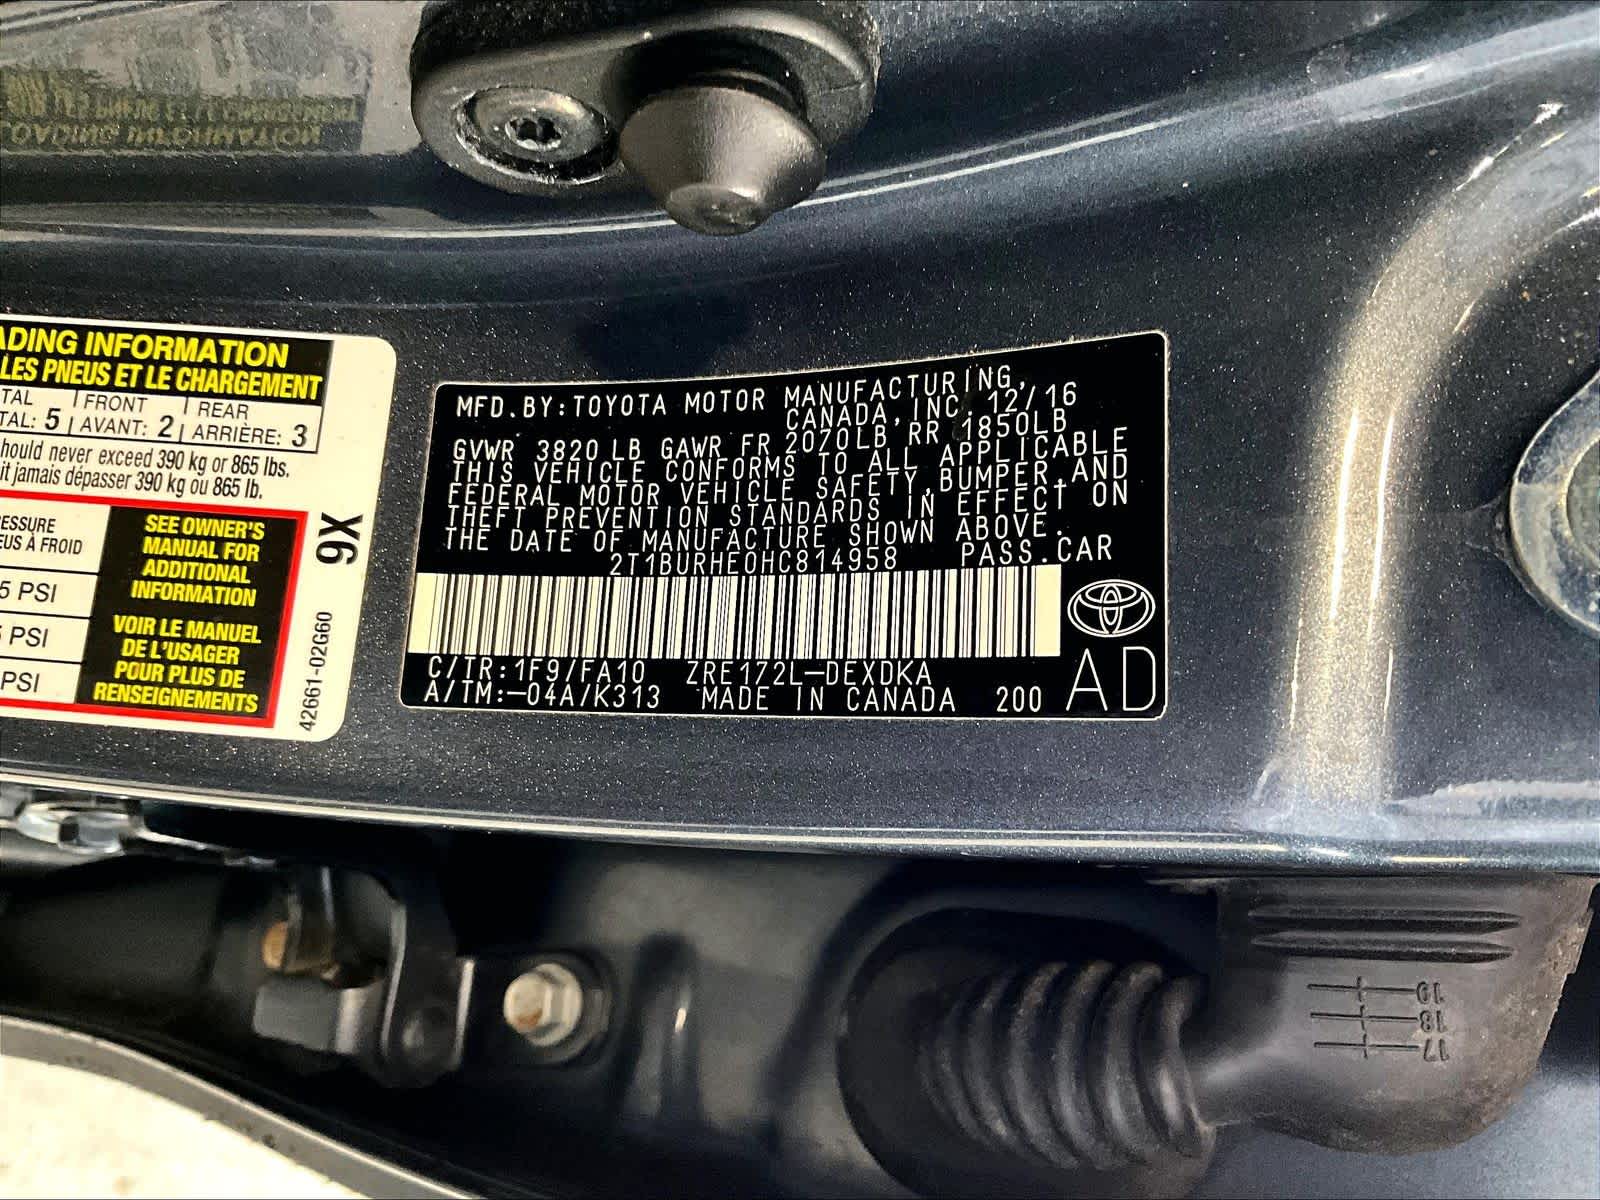 ADING INFORMATION
LES PNEUS ET LE CHARGEMENT
TAL FRONT REAR
TAL: 5 AVANT: 2 ARRIÈRE: 3
hould never exceed 390 kg or 865 lbs.
it jamais dépasser 390 kg ou 865 lb.
ESSURE
EUS À FROID
5 PSI
5 PSI
PSI
SEE OWNER'S
MANUAL FOR
ADDITIONAL
INFORMATION
VOIR LE MANUEL
DE L'USAGER
POUR PLUS DE
RENSEIGNEMENTS
9X
42661-02G60
MFD.BY:TOYOTA MOTOR MANUFACTURING,
CANADA,INC. 12/16
GVWR 3820 LB GAWR FR 2070LB RR 1850LB
THIS VEHICLE CONFORMS TO ALL APPLICABLE
FEDERAL MOTOR VEHICLE SAFETY,BUMPER,AND
THEFT PREVENTION STANDARDS IN EFFECT ON
THE DATE OF MANUFACTURE SHOWN ABOVE.
2T1BURHE0HC814958 PASS.CAR
C/TR:1F9/FA10 ZRE172L-DEXDKA
A/TM:-04A/K313 MADE IN CANADA 200
AD
19
18
17